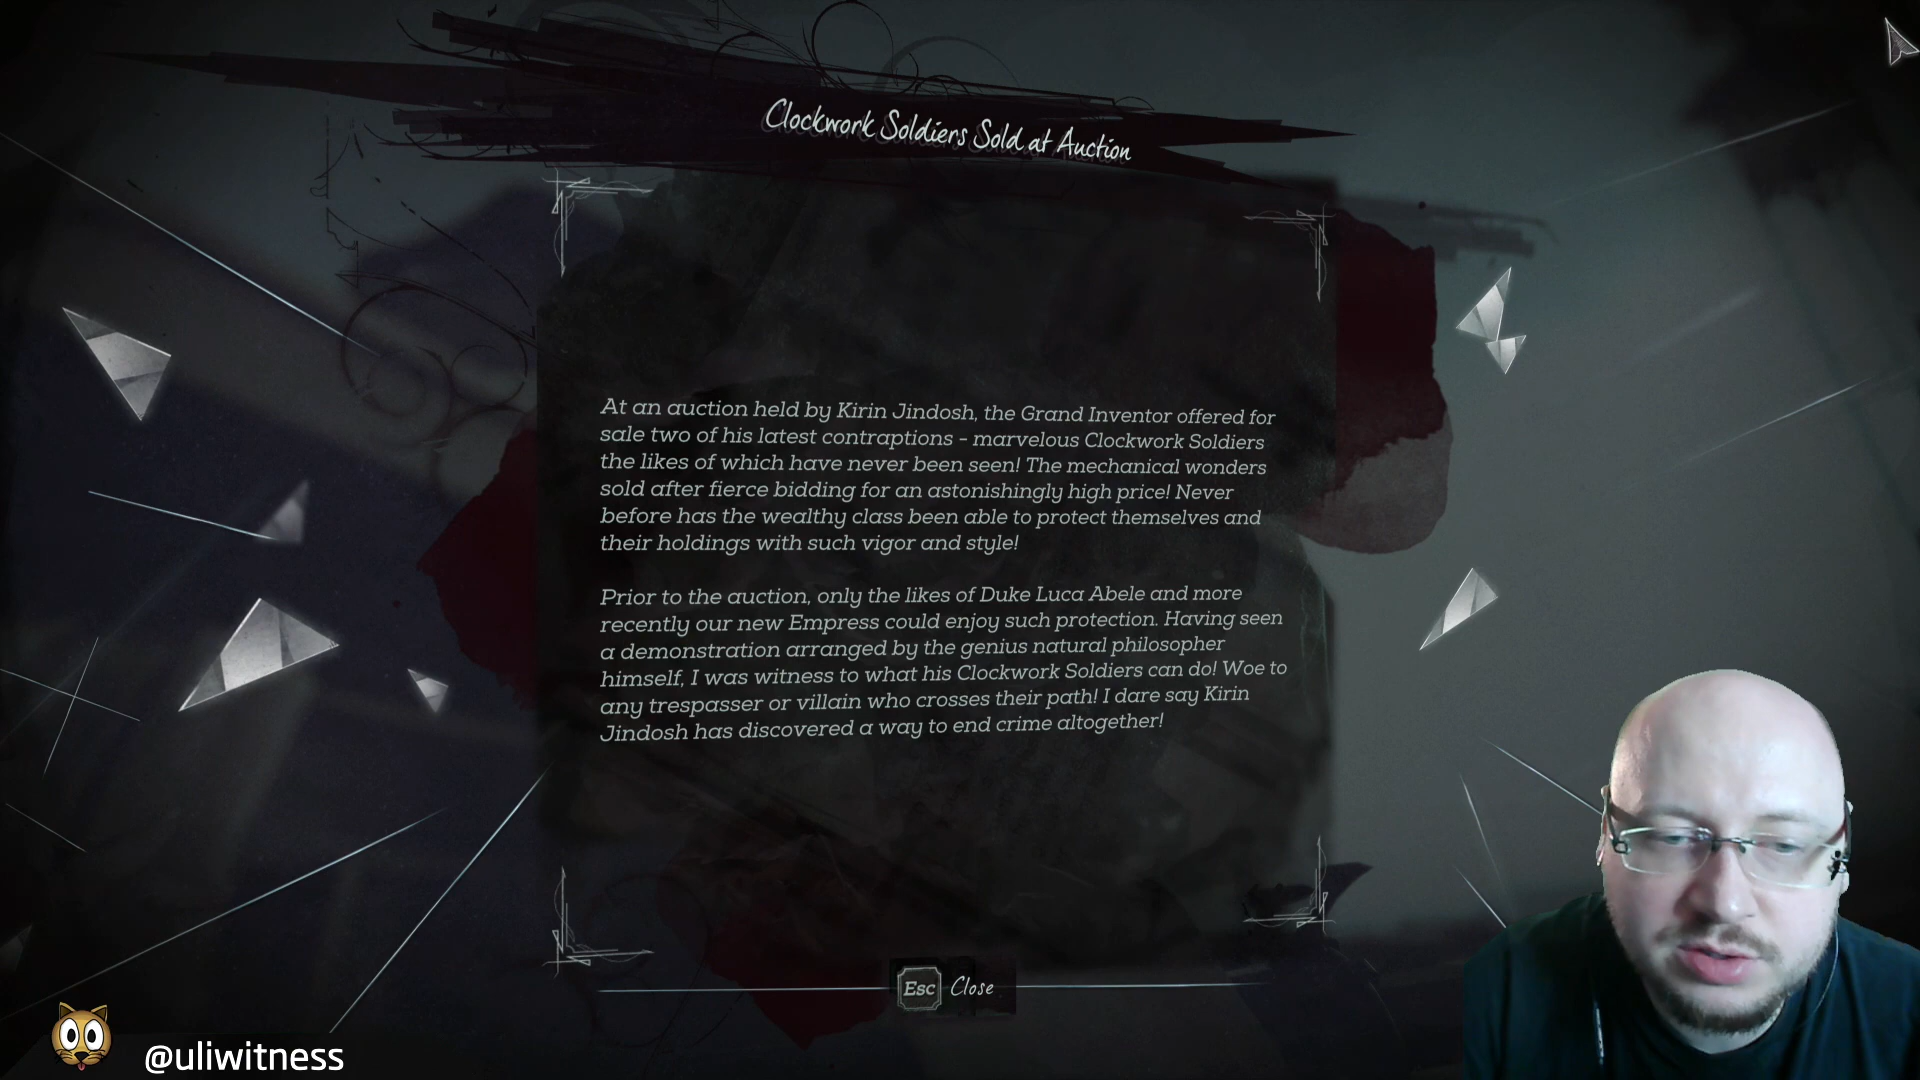 Clockwork Soldiers Sold at Auction
At an auction held by Kirin Jindosh, the Grand Inventor offered for
sale two of his latest contraptions - marvelous Clockwork Soldiers
the likes of which have never been seen! The mechanical wonders
sold after fierce bidding for an astonishingly high price! Never
before has the wealthy class been able to protect themselves and
their holdings with such vigor and style!
Prior to the auction, only the likes of Duke Luca Abele and more
recently our new Empress could enjoy such protection. Having seen
a demonstration arranged by the genius natural philosopher
himself, I was witness to what his Clockwork Soldiers can do! Woe to
any trespasser or villain who crosses their path! I dare say Kirin
Jindosh has discovered a way to end crime altogether!
Esc Close
@uliwitness